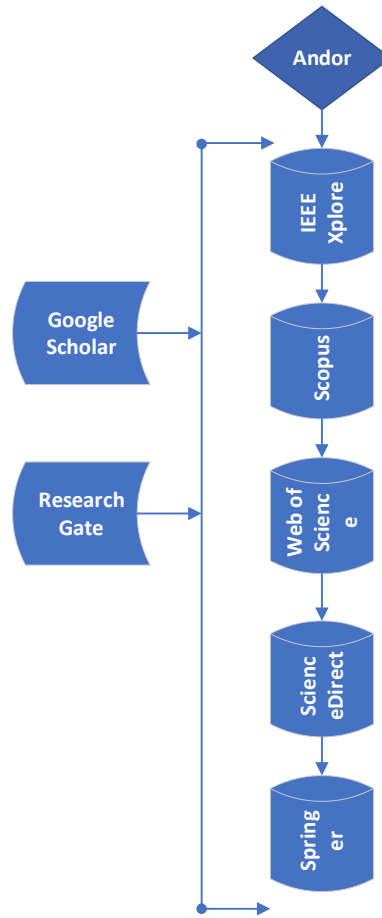 Andor
IEEE
Xplore
Google
Scholar
Scopus
Research
Gate
Web of
Scienc
e
Scienc
eDirect
Spring
er